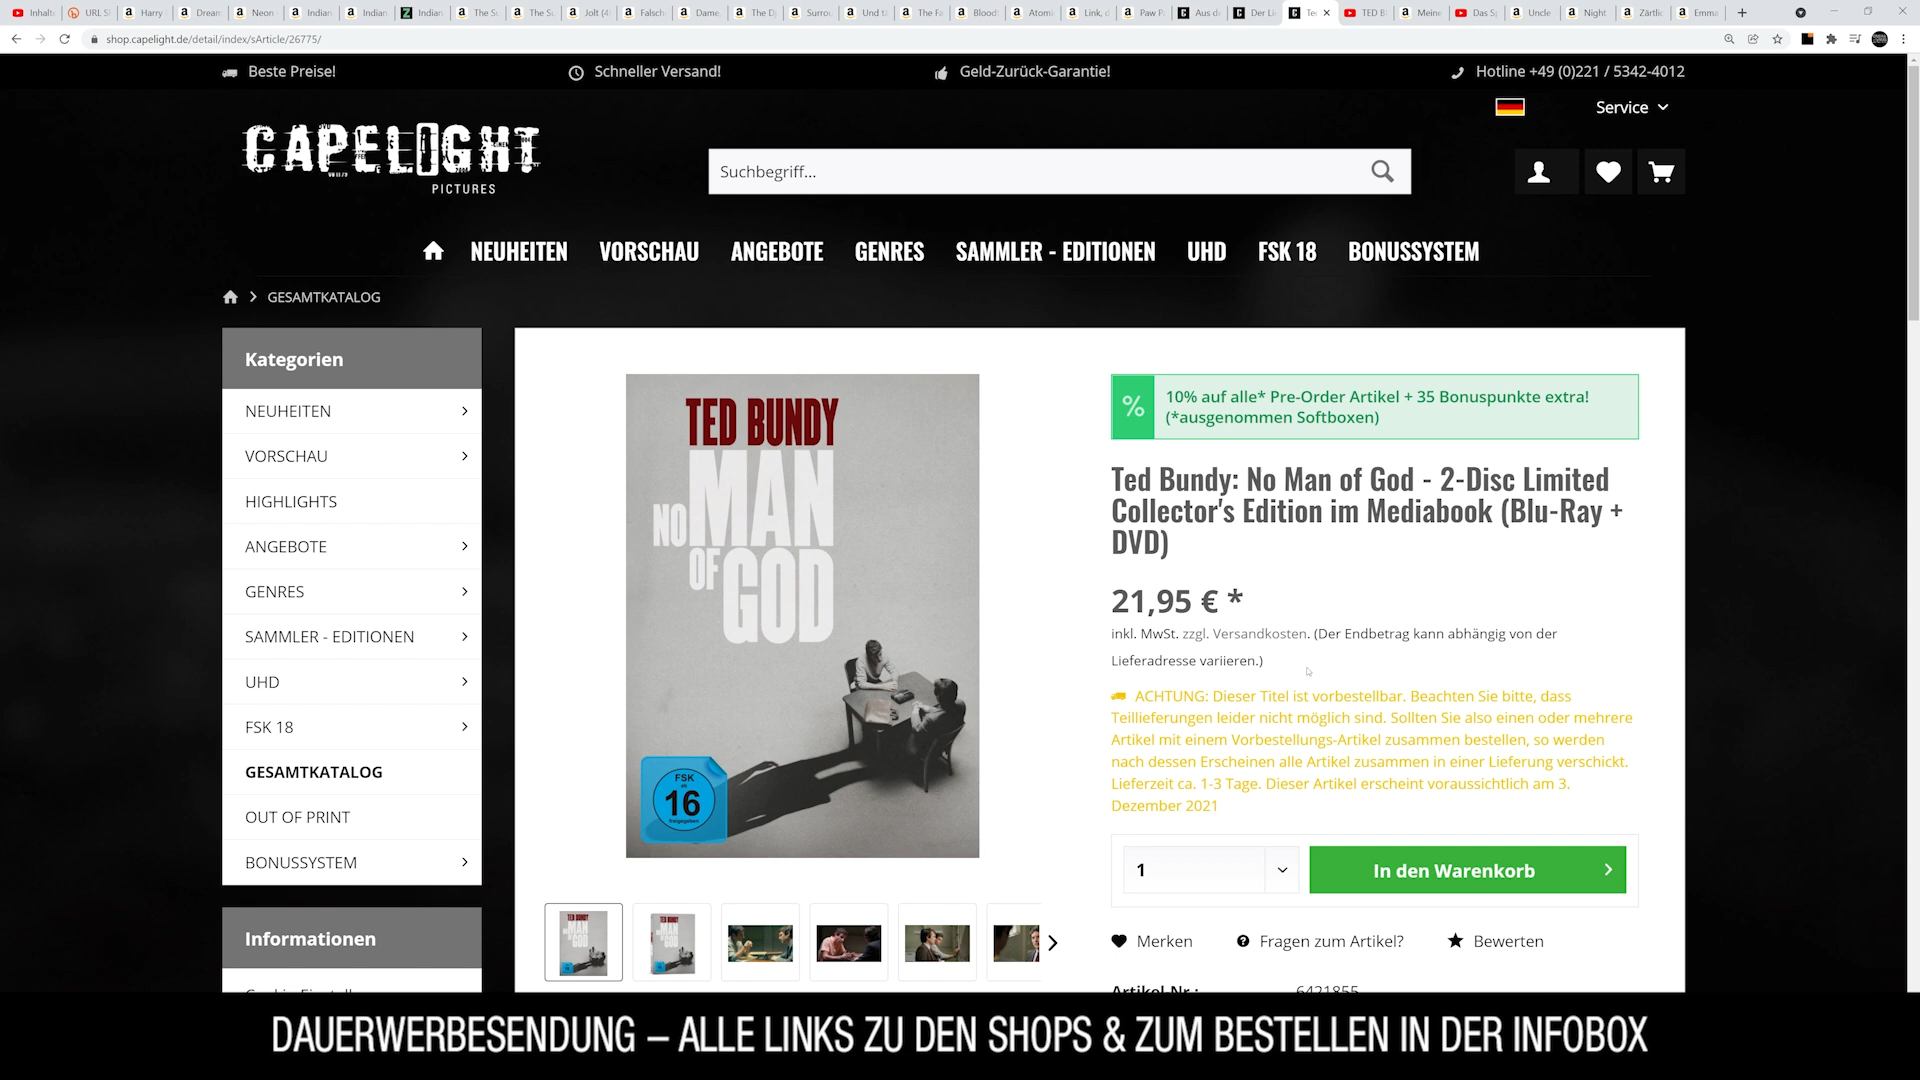 shop.capelight.de/detail/index/sArticle/26775/
Beste Preise!
Schneller Versand!
Geld-Zurück-Garantie!
Hotline +49 (0)221 / 5342-4012
Service
CAPELIGHT
PICTURES
Suchbegriff...
NEUHEITEN VORSCHAU ANGEBOTE GENRES SAMMLER - EDITIONEN UHD FSK 18 BONUSSYSTEM
GESAMTKATALOG
Kategorien
NEUHEITEN
VORSCHAU
HIGHLIGHTS
ANGEBOTE
GENRES
SAMMLER - EDITIONEN
UHD
FSK 18
GESAMTKATALOG
OUT OF PRINT
BONUSSYSTEM
Informationen
TED BUNDY
NO MAN
OF GOD
FSK
ab
16
freigegeben
10% auf alle* Pre-Order Artikel + 35 Bonuspunkte extra!
(*ausgenommen Softboxen)
Ted Bundy: No Man of God - 2-Disc Limited
Collector's Edition im Mediabook (Blu-Ray +
DVD)
21,95 € *
inkl. MwSt. zzgl. Versandkosten. (Der Endbetrag kann abhängig von der
Lieferadresse variieren.)
ACHTUNG: Dieser Titel ist vorbestellbar. Beachten Sie bitte, dass
Teillieferungen leider nicht möglich sind. Sollten Sie also einen oder mehrere
Artikel mit einem Vorbestellungs-Artikel zusammen bestellen, so werden
nach dessen Erscheinen alle Artikel zusammen in einer Lieferung verschickt.
Lieferzeit ca. 1-3 Tage. Dieser Artikel erscheint voraussichtlich am 3.
Dezember 2021
1
In den Warenkorb
Merken
Fragen zum Artikel?
Bewerten
Artikel-Nr.: 6421855
DAUERWERBESENDUNG – ALLE LINKS ZU DEN SHOPS & ZUM BESTELLEN IN DER INFOBOX